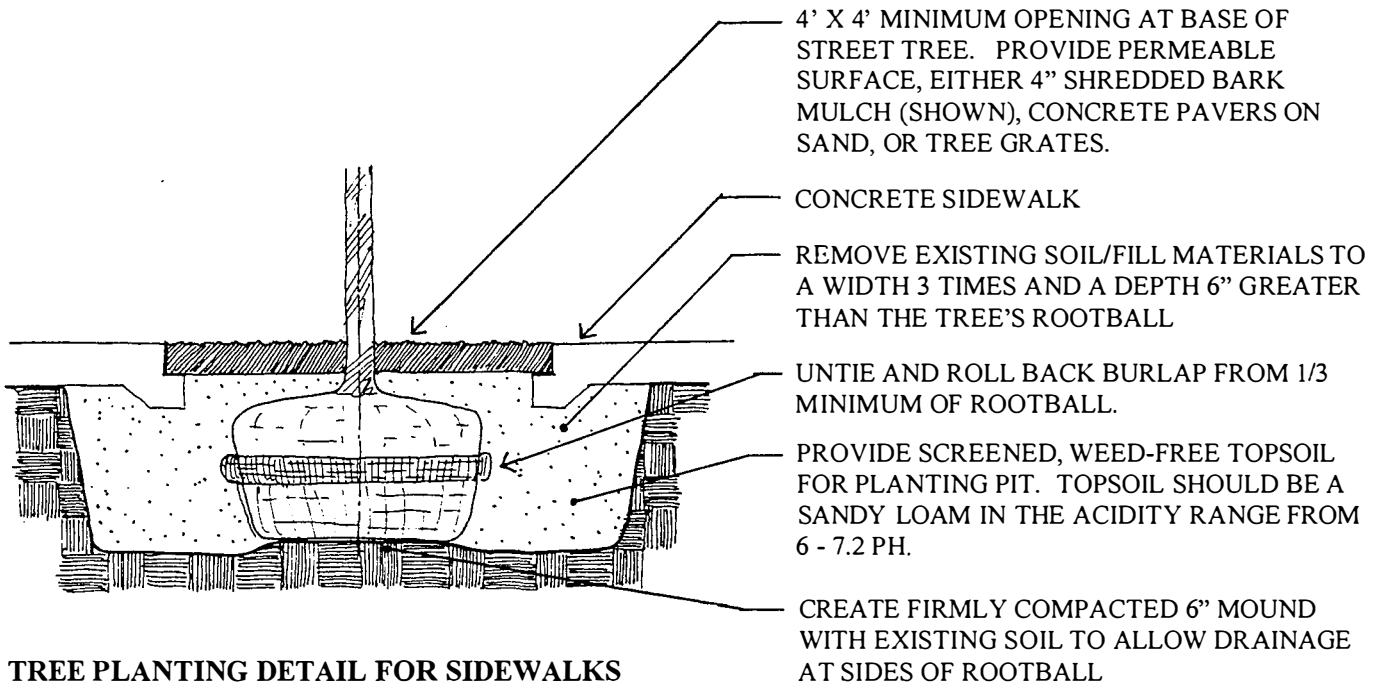 4’ X 4’ MINIMUM OPENING AT BASE OF
STREET TREE. PROVIDE PERMEABLE
SURFACE, EITHER 4” SHREDDED BARK
MULCH (SHOWN), CONCRETE PAVERS ON
SAND, OR TREE GRATES.
CONCRETE SIDEWALK
REMOVE EXISTING SOIL/FILL MATERIALS TO
A WIDTH 3 TIMES AND A DEPTH 6” GREATER
THAN THE TREE’S ROOTBALL
UNTIE AND ROLL BACK BURLAP FROM 1/3
MINIMUM OF ROOTBALL.
PROVIDE SCREENED, WEED-FREE TOPSOIL
FOR PLANTING PIT. TOPSOIL SHOULD BE A
SANDY LOAM IN THE ACIDITY RANGE FROM
6 - 7.2 PH.
CREATE FIRMLY COMPACTED 6” MOUND
WITH EXISTING SOIL TO ALLOW DRAINAGE
AT SIDES OF ROOTBALL
TREE PLANTING DETAIL FOR SIDEWALKS